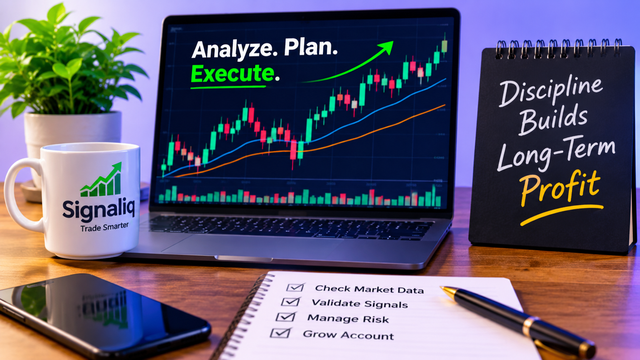 Analyze. Plan.
Execute.
Discipline
Builds
Long-Term
Profit
Signaliq
Trade Smarter
Check Market Data
Validate Signals
Manage Risk
Grow Account